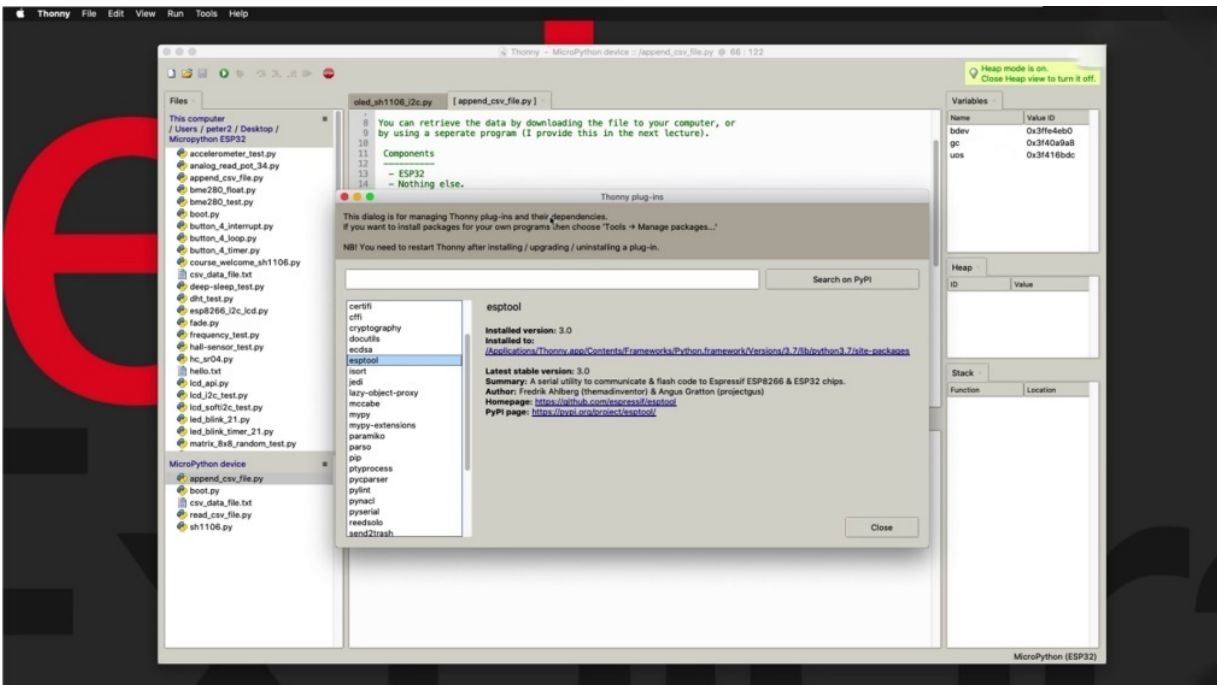 Thonny File Edit View Run Tools Help
Thonny - MicroPython device :: /append_csv_file.py @ 66 : 122
Heap mode is on.
Close Heap view to turn it off.
Files
This computer
/ Users / peter2 / Desktop /
Micropython ESP32
accelerometer_test.py
analog_read_pot_34.py
append_csv_file.py
bme280_float.py
bme280_test.py
boot.py
button_4_interrupt.py
button_4_loop.py
button_4_timer.py
course_welcome_sh1106.py
csv_data_file.txt
deep-sleep_test.py
dht_test.py
esp8266_i2c_lcd.py
fade.py
frequency_test.py
hall-sensor_test.py
hc_sr04.py
hello.txt
lcd_api.py
lcd_i2c_test.py
lcd_softi2c_test.py
led_blink_21.py
led_blink_timer_21.py
matrix_8x8_random_test.py
MicroPython device
append_csv_file.py
boot.py
csv_data_file.txt
read_csv_file.py
sh1106.py
oled_sh1106_i2c.py [ append_csv_file.py ]
8 You can retrieve the data by downloading the file to your computer, or
9 by using a seperate program (I provide this in the next lecture).
10
11 Components
12 ----------
13 - ESP32
14 - Nothing else.
Thonny plug-ins
This dialog is for managing Thonny plug-ins and their dependencies.
If you want to install packages for your own programs then choose 'Tools → Manage packages...'
NB! You need to restart Thonny after installing / upgrading / uninstalling a plug-in.
Search on PyPI
certifi
cffi
cryptography
docutils
ecdsa
esptool
isort
jedi
lazy-object-proxy
mccabe
mypy
mypy-extensions
paramiko
parso
pip
ptyprocess
pycparser
pylint
pynacl
pyserial
reedsolo
send2trash
esptool
Installed version: 3.0
Installed to:
/Applications/Thonny.app/Contents/Frameworks/Python.framework/Versions/3.7/lib/python3.7/site-packages
Latest stable version: 3.0
Summary: A serial utility to communicate & flash code to Espressif ESP8266 & ESP32 chips.
Author: Fredrik Ahlberg (themadinventor) & Angus Gratton (projectgus)
Homepage: https://github.com/espressif/esptool
PyPI page: https://pypi.org/project/esptool/
Close
Variables
Name Value ID
bdev 0x3ffe4eb0
gc 0x3f40a9a8
uos 0x3f416bdc
Heap
ID Value
Stack
Function Location
MicroPython (ESP32)